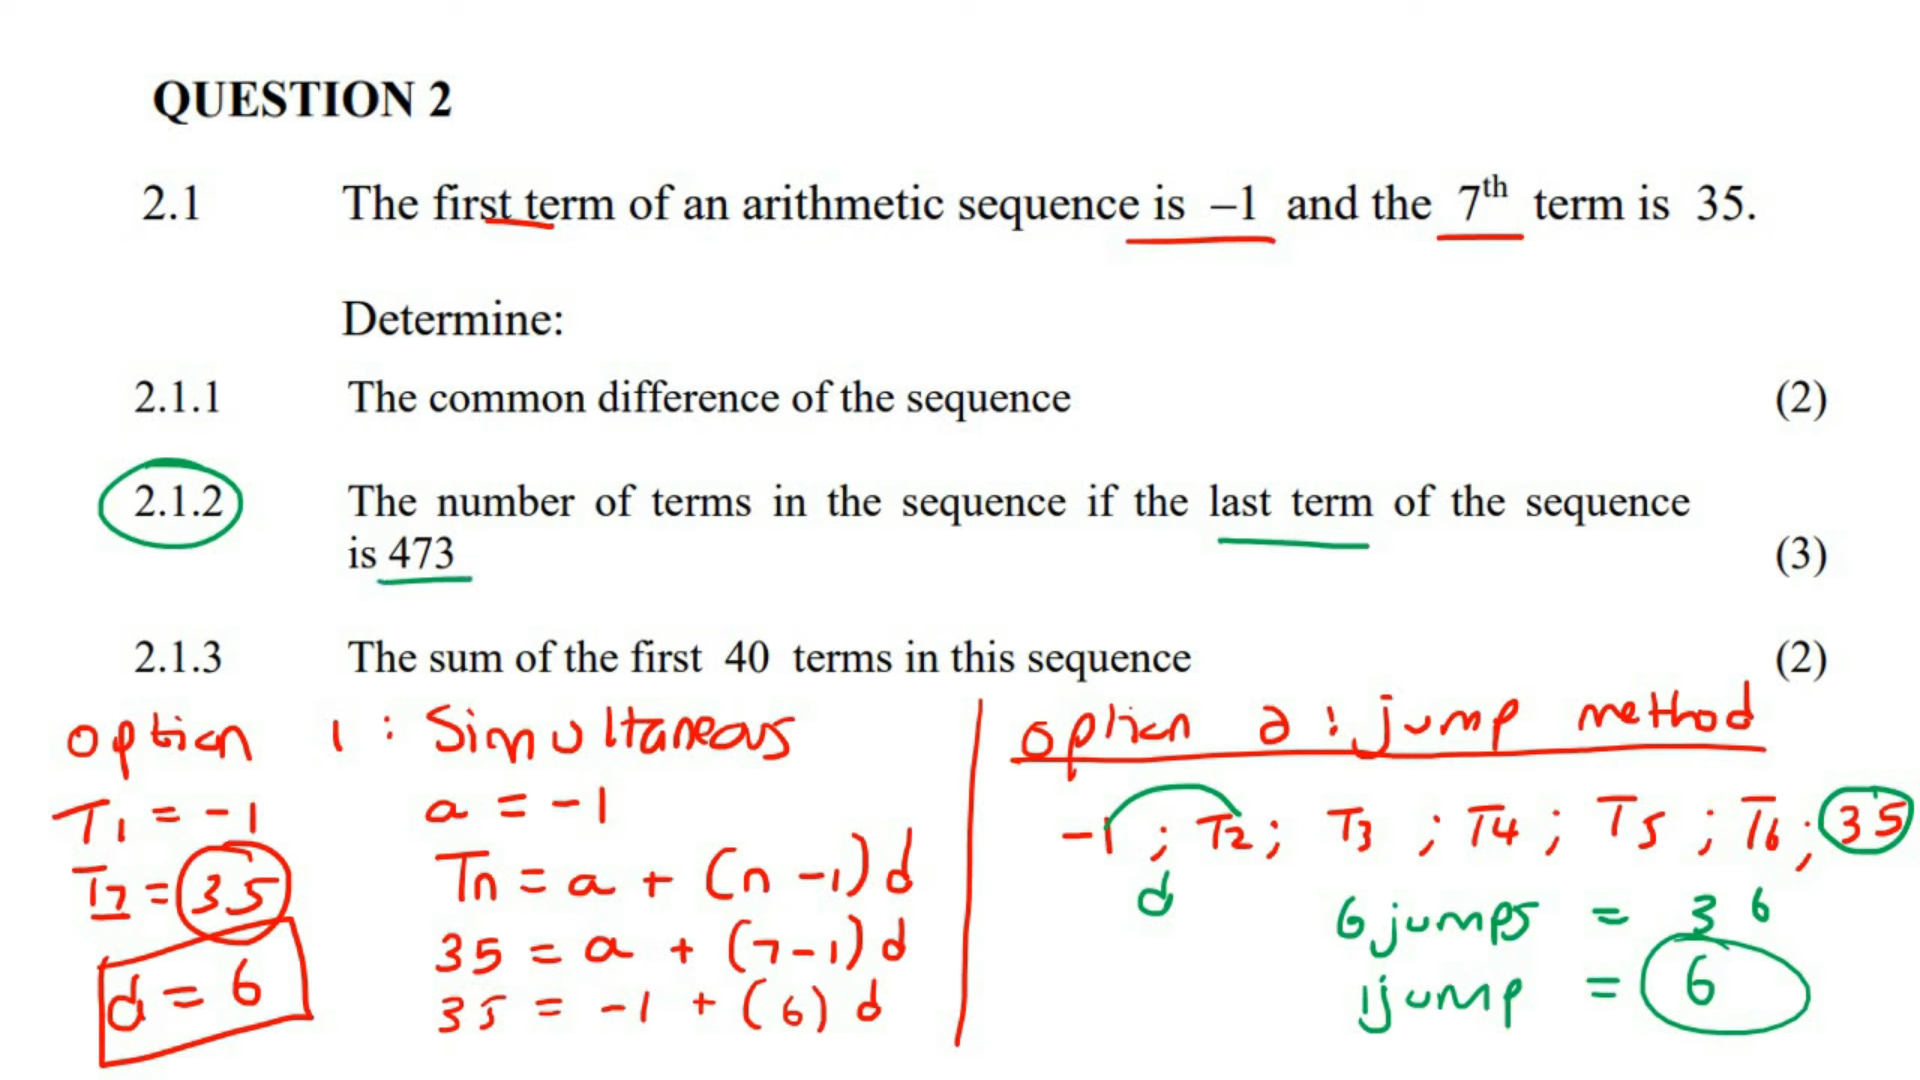 QUESTION 2
2.1 The first term of an arithmetic sequence is –1 and the 7th term is 35.
Determine:
2.1.1 The common difference of the sequence (2)
2.1.2 The number of terms in the sequence if the last term of the sequence
is 473 (3)
2.1.3 The sum of the first 40 terms in this sequence (2)
option 1 : Simultaneous
T1 = -1
T7 = 35
d = 6
a = -1
Tn = a + (n -1) d
35 = a + (7-1) d
35 = -1 + (6) d
option 2 : jump method
-1 ; T2 ; T3 ; T4 ; T5 ; T6 ; 35
d
6 jumps = 36
1 jump = 6